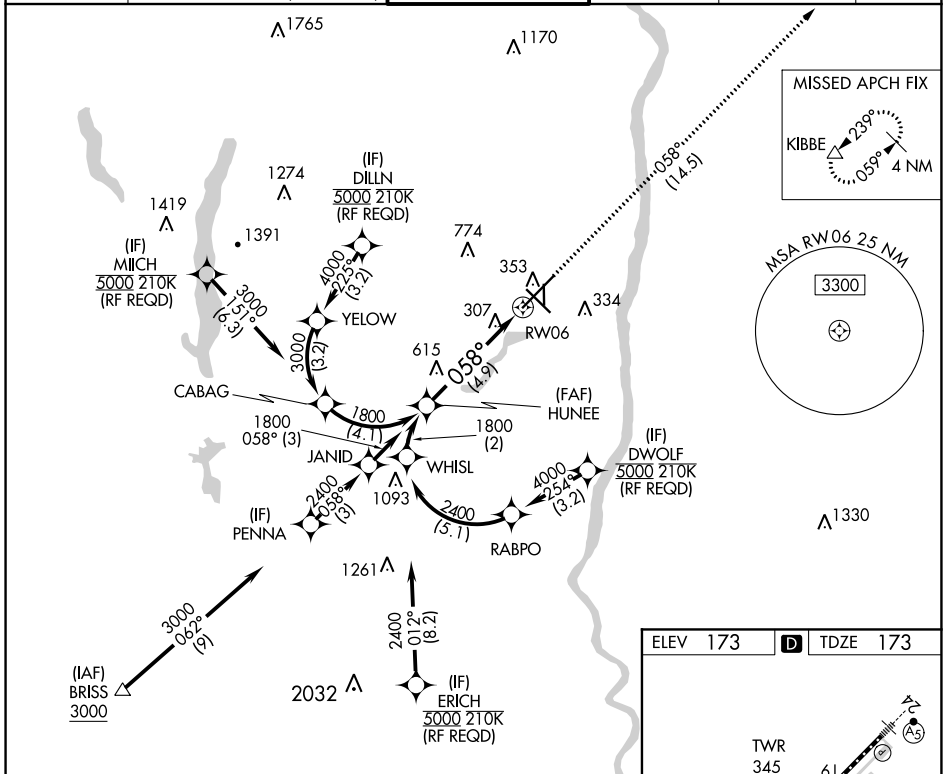 1765
1170
MISSED APCH FIX
KIBBE
239°
059°
4 NM
058°
(14.5)
(IF)
DILLN
5000 210K
(RF REQD)
1274
1419
1391
(IF)
MIICH
5000 210K
(RF REQD)
774
MSA RW06 25 NM
3300
4000
225°
(3.2)
3000
151°
(6.3)
353
307
334
RW06
YELOW
3000
(3.2)
615
058°
(4.9)
CABAG
(FAF)
HUNEE
1800
(4.1)
1800
058° (3)
1800
(2)
JANID
WHISL
(IF)
DWOLF
5000 210K
(RF REQD)
4000
254°
(3.2)
1093
2400
058°
(3)
2400
(5.1)
(IF)
PENNA
RABPO
1330
1261
3000
062°
(9)
2400
012°
(8.2)
(IAF)
BRISS
3000
2032
(IF)
ERICH
5000 210K
(RF REQD)
ELEV 173
D
TDZE 173
24
A5
P
TWR
345